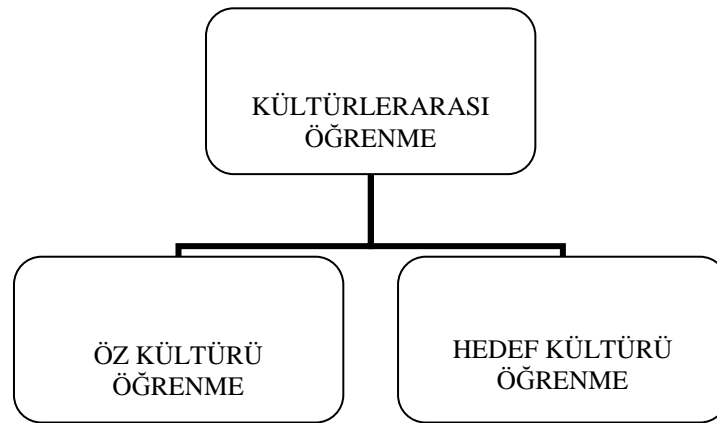 KÜLTÜRLERARASI
ÖĞRENME
ÖZ KÜLTÜRÜ
ÖĞRENME
HEDEF KÜLTÜRÜ
ÖĞRENME